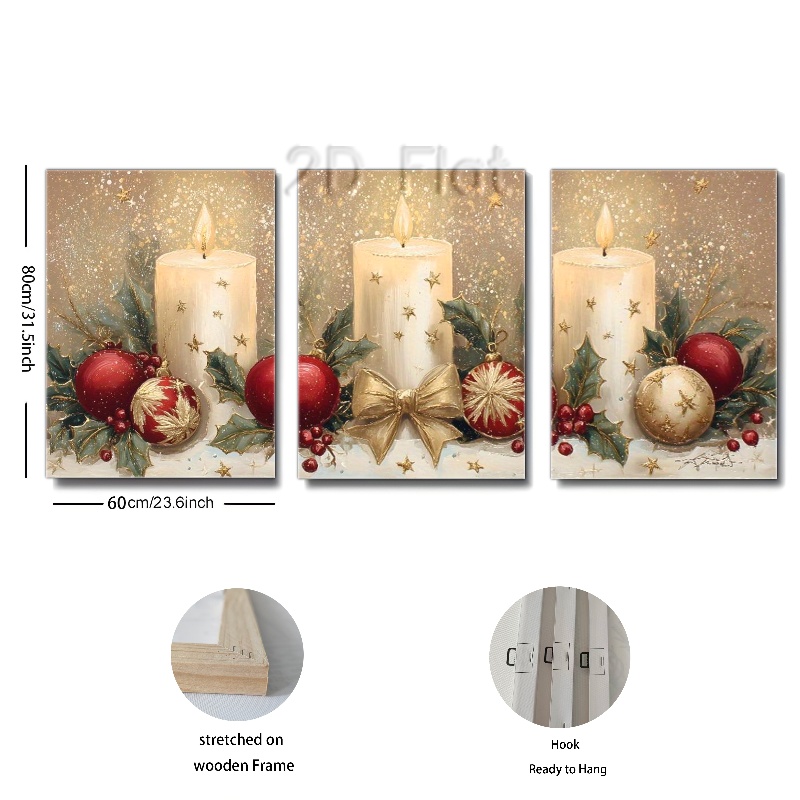 2D Flat
80cm/31.5inch
60cm/23.6inch
stretched on
wooden Frame
Hook
Ready to Hang